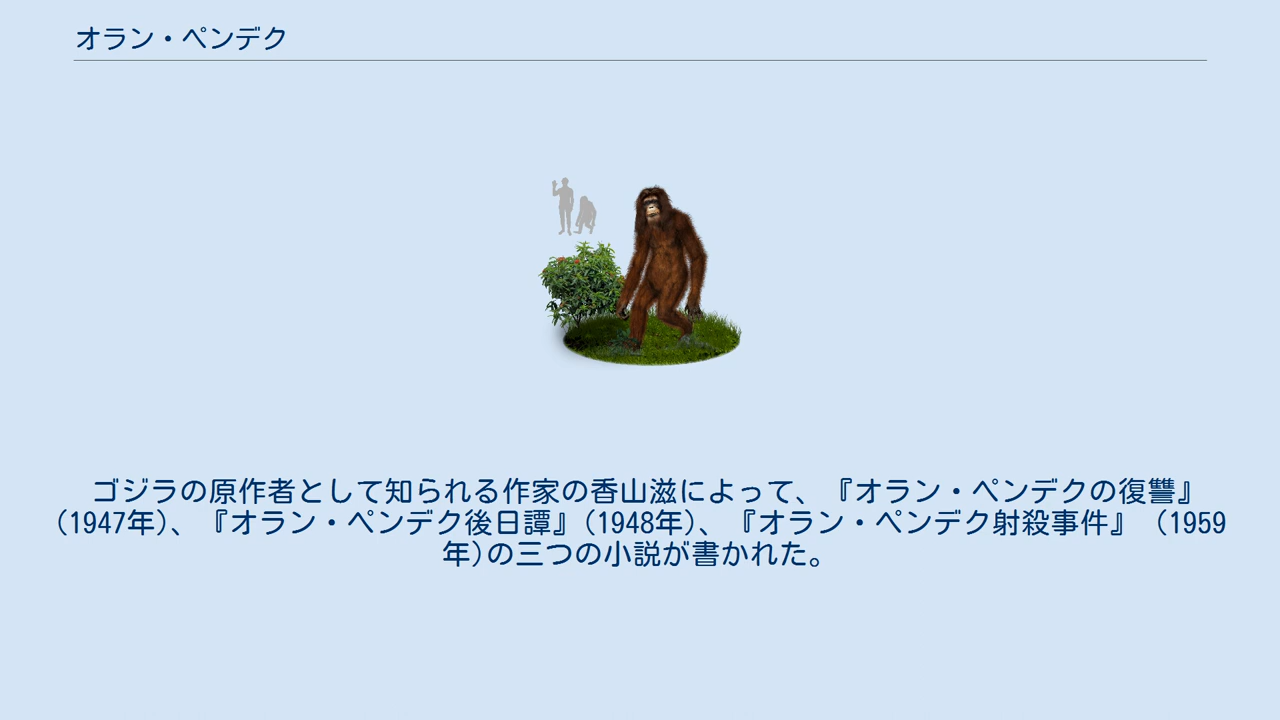 オラン・ペンデク
ゴジラの原作者として知られる作家の香山滋によって、『オラン・ペンデクの復讐』
(1947年)、『オラン・ペンデク後日譚』(1948年)、『オラン・ペンデク射殺事件』（1959
年)の三つの小説が書かれた。